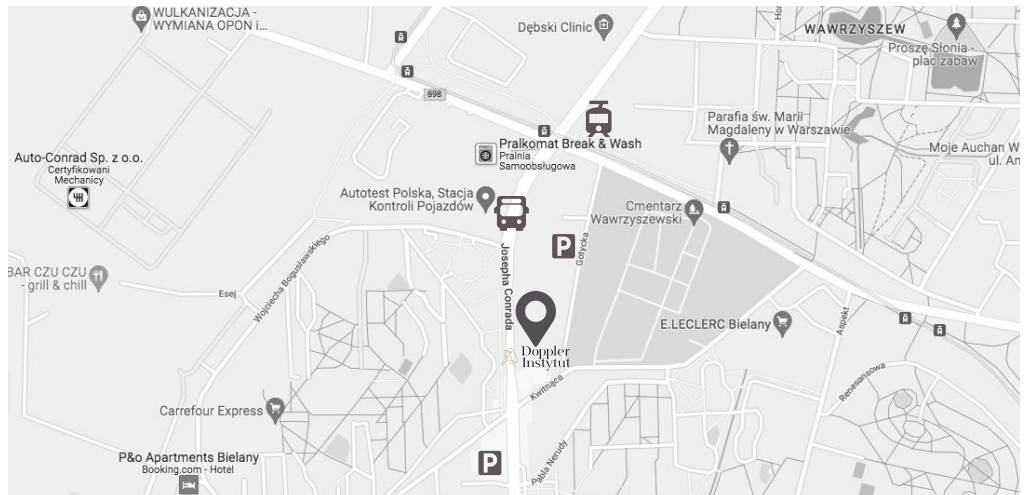 WULKANIZACJA -
WYMIANA OPON i...
Dębski Clinic
WAWRZYSZEW
Proszę Słonia -
plac zabaw
898
Parafia św. Marii
Magdaleny w Warszawie
Pralkomat Break & Wash
Pralnia
Samoobsługowa
Moje Auchan W
ul. An
Auto-Conrad Sp. z o.o.
Certyfikowani
Mechanicy
Autotest Polska, Stacja
Kontroli Pojazdów
Cmentarz
Wawrzyszewski
P
Gotycka
Wojciecha Bogusławskiego
Josepha Conrada
BAR CZU CZU
- grill & chill
Esej
E.LECLERC Bielany
Aspekt
Doppler
Instytut
Kwitnąca
Renesansowa
Carrefour Express
P&o Apartments Bielany
Booking.com - Hotel
P
Pabla Nerudy